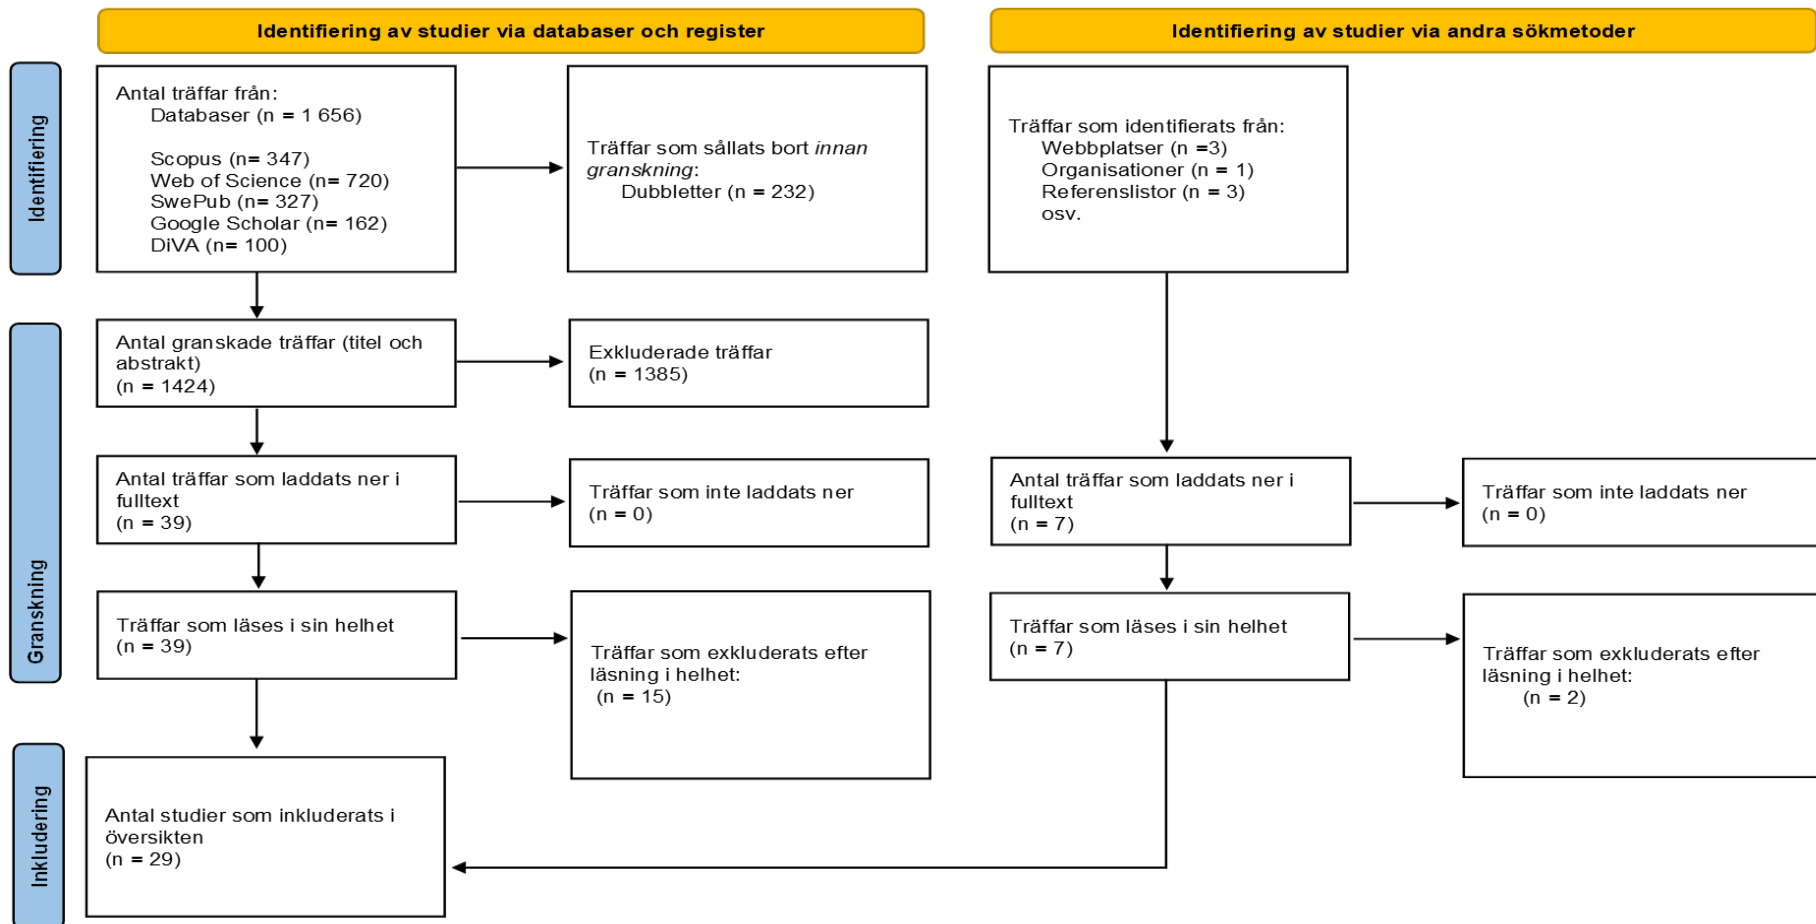 Identifiering av studier via databaser och register
Identifiering av studier via andra sökmetoder
Identifiering
Antal träffar från:
Databaser (n = 1 656)
Scopus (n= 347)
Web of Science (n= 720)
SwePub (n= 327)
Google Scholar (n= 162)
DiVA (n= 100)
Träffar som sållats bort innan
granskning:
Dubbletter (n = 232)
Träffar som identifierats från:
Webbplatser (n =3)
Organisationer (n = 1)
Referenslistor (n = 3)
osv.
Granskning
Antal granskade träffar (titel och
abstrakt)
(n = 1424)
Exkluderade träffar
(n = 1385)
Antal träffar som laddats ner i
fulltext
(n = 39)
Träffar som inte laddats ner
(n = 0)
Antal träffar som laddats ner i
fulltext
(n = 7)
Träffar som inte laddats ner
(n = 0)
Träffar som läses i sin helhet
(n = 39)
Träffar som exkluderats efter
läsning i helhet:
(n = 15)
Träffar som läses i sin helhet
(n = 7)
Träffar som exkluderats efter
läsning i helhet:
(n = 2)
Inkludering
Antal studier som inkluderats i
översikten
(n = 29)